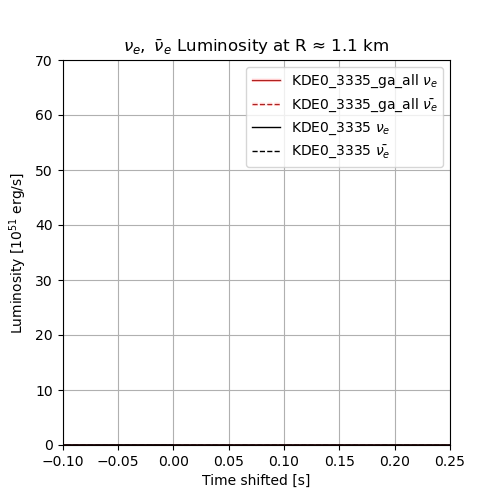 νₑ, ν̄ₑ Luminosity at R ≈ 1.1 km
70
60
50
40
30
20
10
0
Luminosity [10⁵¹ erg/s]
KDE0_3335_ga_all νₑ
KDE0_3335_ga_all ν̄ₑ
KDE0_3335 νₑ
KDE0_3335 ν̄ₑ
−0.10 −0.05 0.00 0.05 0.10 0.15 0.20 0.25
Time shifted [s]